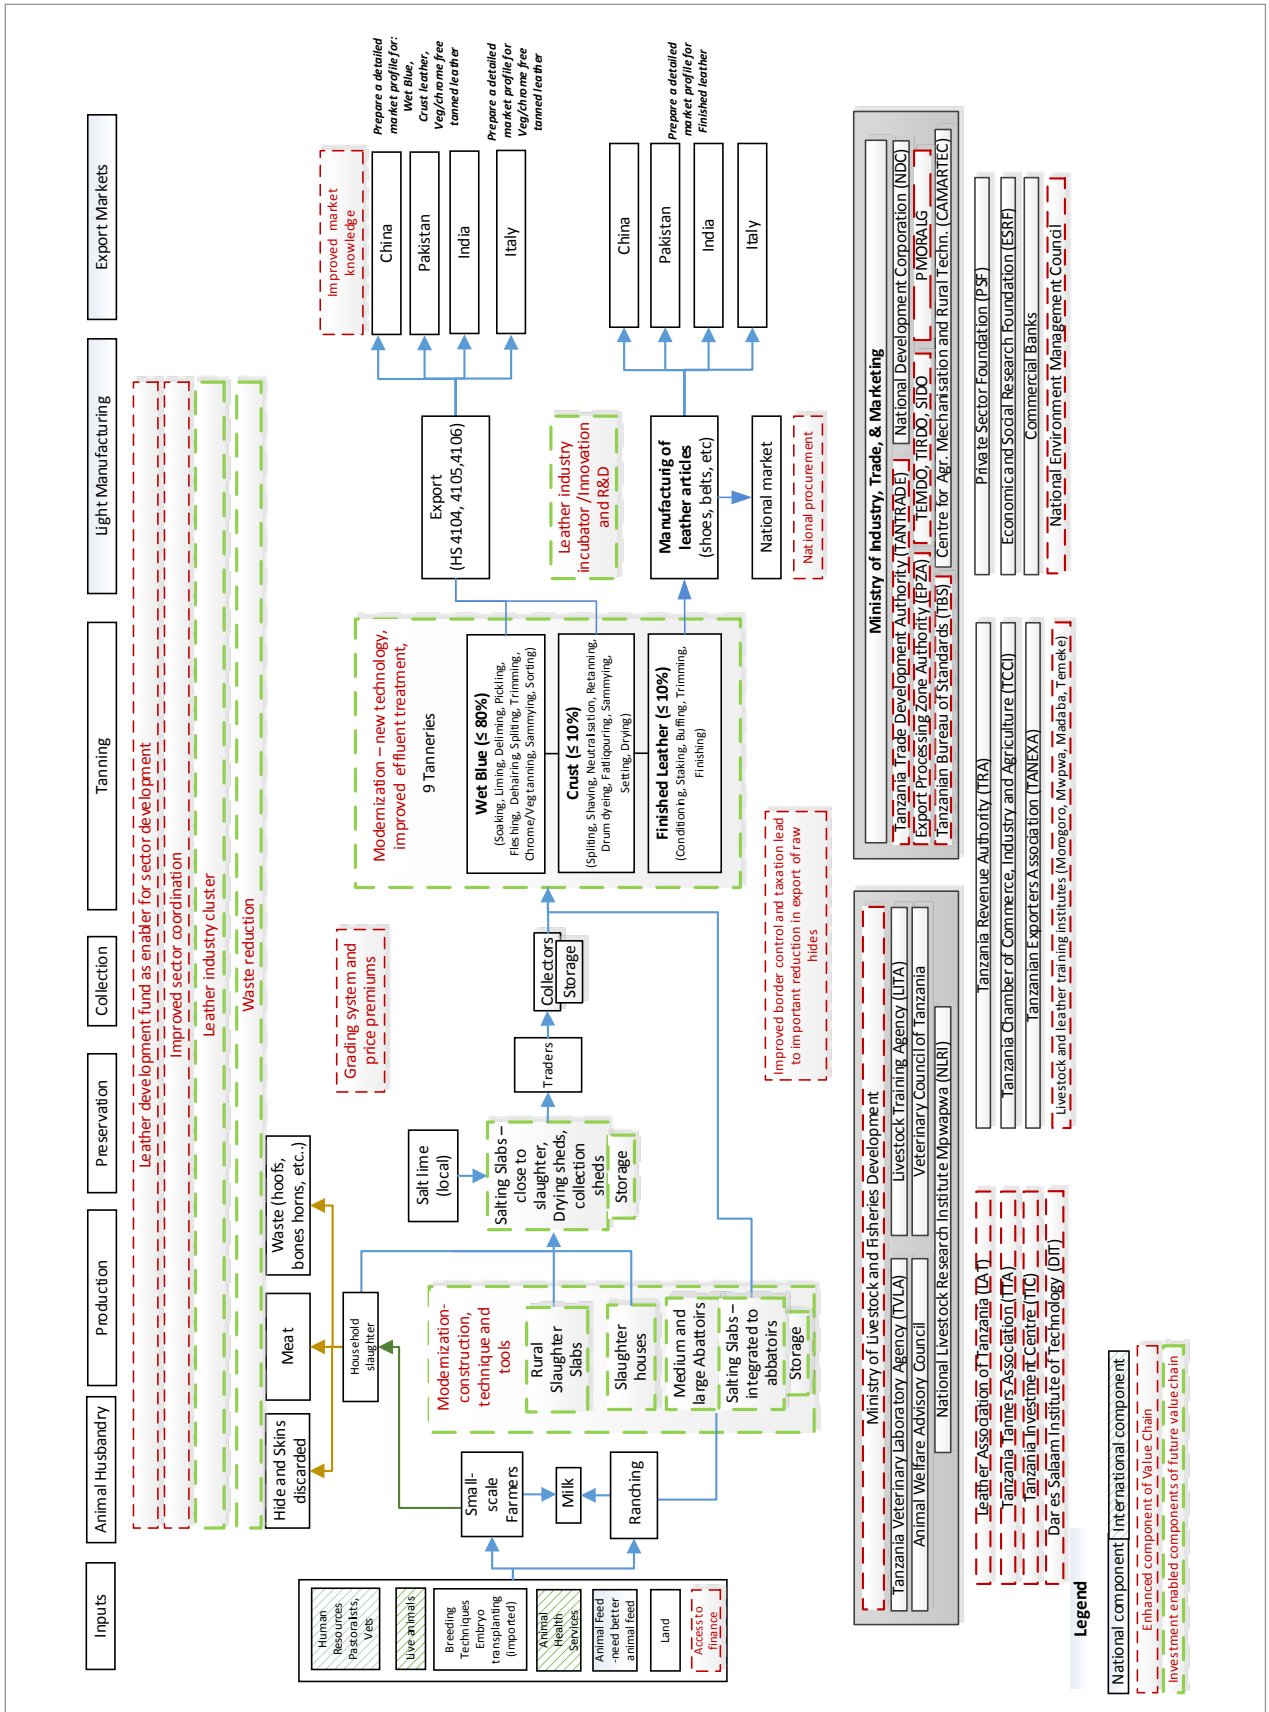 Inputs
Animal Husbandry
Production
Preservation
Collection
Tanning
Light Manufacturing
Export Markets
Leather development fund as enabler for sector development
Improved sector coordination
Leather industry cluster
Waste reduction
Human
Resources
Pastoralists,
Vets
Live animals
Breeding
Techniques
Embryo
transplanting
(imported)
Animal
Health
Services
Animal Feed
-need better
animal feed
Land
Access to
finance
Hide and Skins
discarded
Meat
Waste (hoofs,
bones horns, etc..)
Household
slaughter
Small-
scale
Farmers
Milk
Ranching
Modernization-
construction,
technique and
tools
Rural
Slaughter
Slabs
Slaughter
houses
Medium and
large Abattoirs
Salting Slabs –
integrated to
abbatoirs
Storage
Salt lime
(local)
Salting Slabs –
close to
slaughter,
Drying sheds,
collection
sheds
Storage
Grading system and
price premiums
Traders
Collectors
Storage
Modernization – new technology,
improved effluent treatment,
9 Tanneries
Wet Blue (≤ 80%)
(Soaking, Liming, Deliming, Pickling,
Fleshing, Dehairing, Spliting, Trimming,
Chrome/Veg tanning, Sammying, Sorting)
Crust (≤ 10%)
(Splitting, Shaving, Neutralisation, Retanning,
Drum dyeing, Fatliqouring, Sammying,
Setting, Drying)
Finished Leather (≤ 10%)
(Conditioning, Staking, Buffing, Trimming,
Finishing)
Improved border control and taxation lead
to important reduction in export of raw
hides
Export
(HS 4104, 4105,4106)
Leather industry
incubator /Innovation
and R&D
Manufacturig of
leather articles
(shoes, belts, etc)
National market
National procurement
Improved market
knowledge
China
Pakistan
India
Italy
Prepare a detailed
market profile for:
Wet Blue,
Crust leather,
Veg/chrome free
tanned leather
Prepare a detailed
market profile for
Veg/chrome free
tanned leather
China
Pakistan
India
Italy
Prepare a detailed
market profile for
Finished leather
Ministry of Livestock and Fisheries Development
Tanzania Veterinary Laboratory Agency (TVLA)
Livestock Training Agency (LITA)
Animal Welfare Advisory Council
Veterinary Council of Tanzania
National Livestock Research Institute Mpwapwa (NLRI)
Ministry of Industry, Trade, & Marketing
Tanzania Trade Development Authority (TANTRADE)
National Development Corporation (NDC)
Export Processing Zone Authority (EPZA)
TEMDO, TIRDO, SIDO
PMORALG
Tanzanian Bureau of Standards (TBS)
Centre for Agr. Mechanisation and Rural Techn. (CAMARTEC)
Leather Association of Tanzania (LAT)
Tanzania Tanners Association (TTA)
Tanzania Investment Centre (TIC)
Dar es Salaam Institute of Technology (DIT)
Tanzania Revenue Authority (TRA)
Tanzania Chamber of Commerce, Industry and Agriculture (TCCI)
Tanzanian Exporters Association (TANEXA)
Livestock and leather training institutes (Morogoro, Mwpwa, Madaba, Temeke)
Private Sector Foundation (PSF)
Economic and Social Research Foundation (ESRF)
Commercial Banks
National Environment Management Council
Legend
National component
International component
Enhanced component of Value Chain
Investment enabled components of future value chain